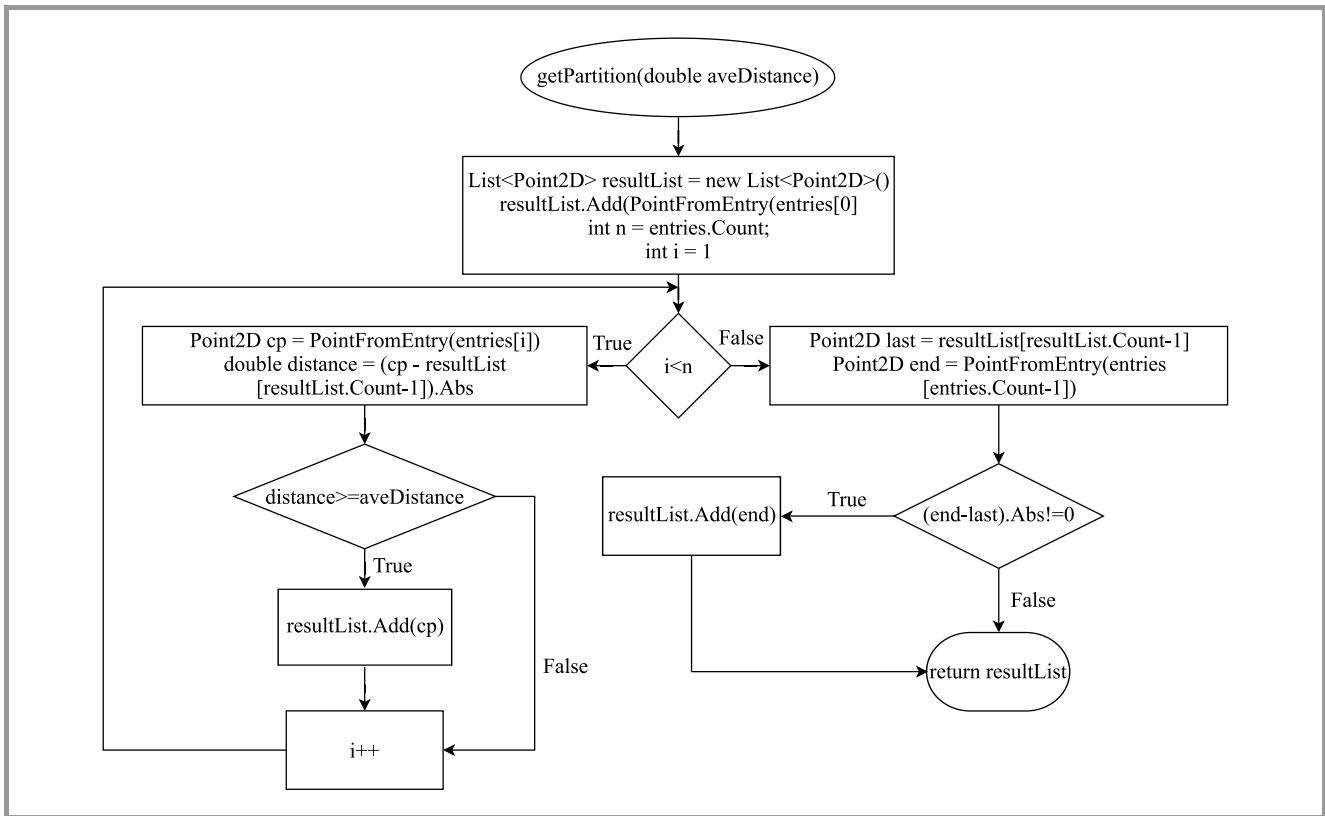 getPartition(double aveDistance)
List<Point2D> resultList = new List<Point2D>()
resultList.Add(PointFromEntry(entries[0]
int n = entries.Count;
int i = 1
i<n
True
False
Point2D cp = PointFromEntry(entries[i])
double distance = (cp - resultList
[resultList.Count-1]).Abs
distance>=aveDistance
True
False
resultList.Add(cp)
i++
Point2D last = resultList[resultList.Count-1]
Point2D end = PointFromEntry(entries
[entries.Count-1])
(end-last).Abs!=0
True
False
resultList.Add(end)
return resultList